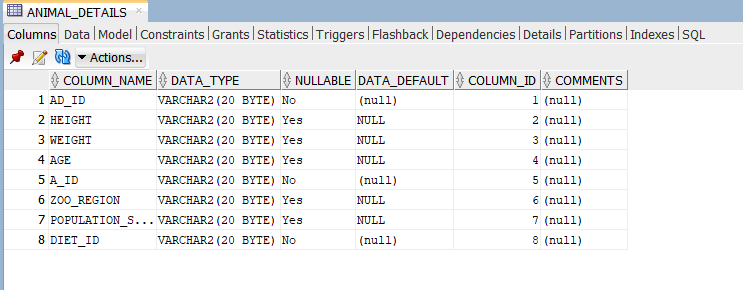 ANIMAL_DETAILS
Columns Data Model Constraints Grants Statistics Triggers Flashback Dependencies Details Partitions Indexes SQL
Actions...
COLUMN_NAME DATA_TYPE NULLABLE DATA_DEFAULT COLUMN_ID COMMENTS
1 AD_ID VARCHAR2(20 BYTE) No (null) 1 (null)
2 HEIGHT VARCHAR2(20 BYTE) Yes NULL 2 (null)
3 WEIGHT VARCHAR2(20 BYTE) Yes NULL 3 (null)
4 AGE VARCHAR2(20 BYTE) Yes NULL 4 (null)
5 A_ID VARCHAR2(20 BYTE) No (null) 5 (null)
6 ZOO_REGION VARCHAR2(20 BYTE) Yes NULL 6 (null)
7 POPULATION_S... VARCHAR2(20 BYTE) Yes NULL 7 (null)
8 DIET_ID VARCHAR2(20 BYTE) No (null) 8 (null)